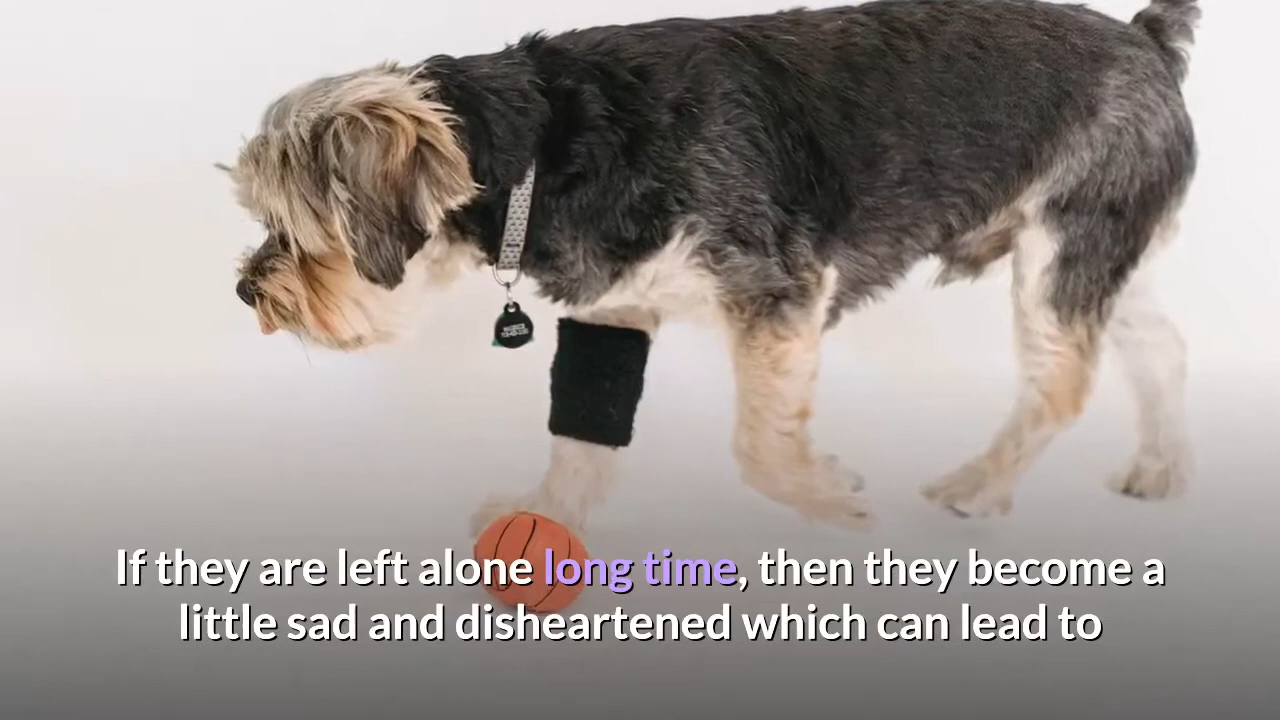 If they are left alone long time, then they become a
little sad and disheartened which can lead to